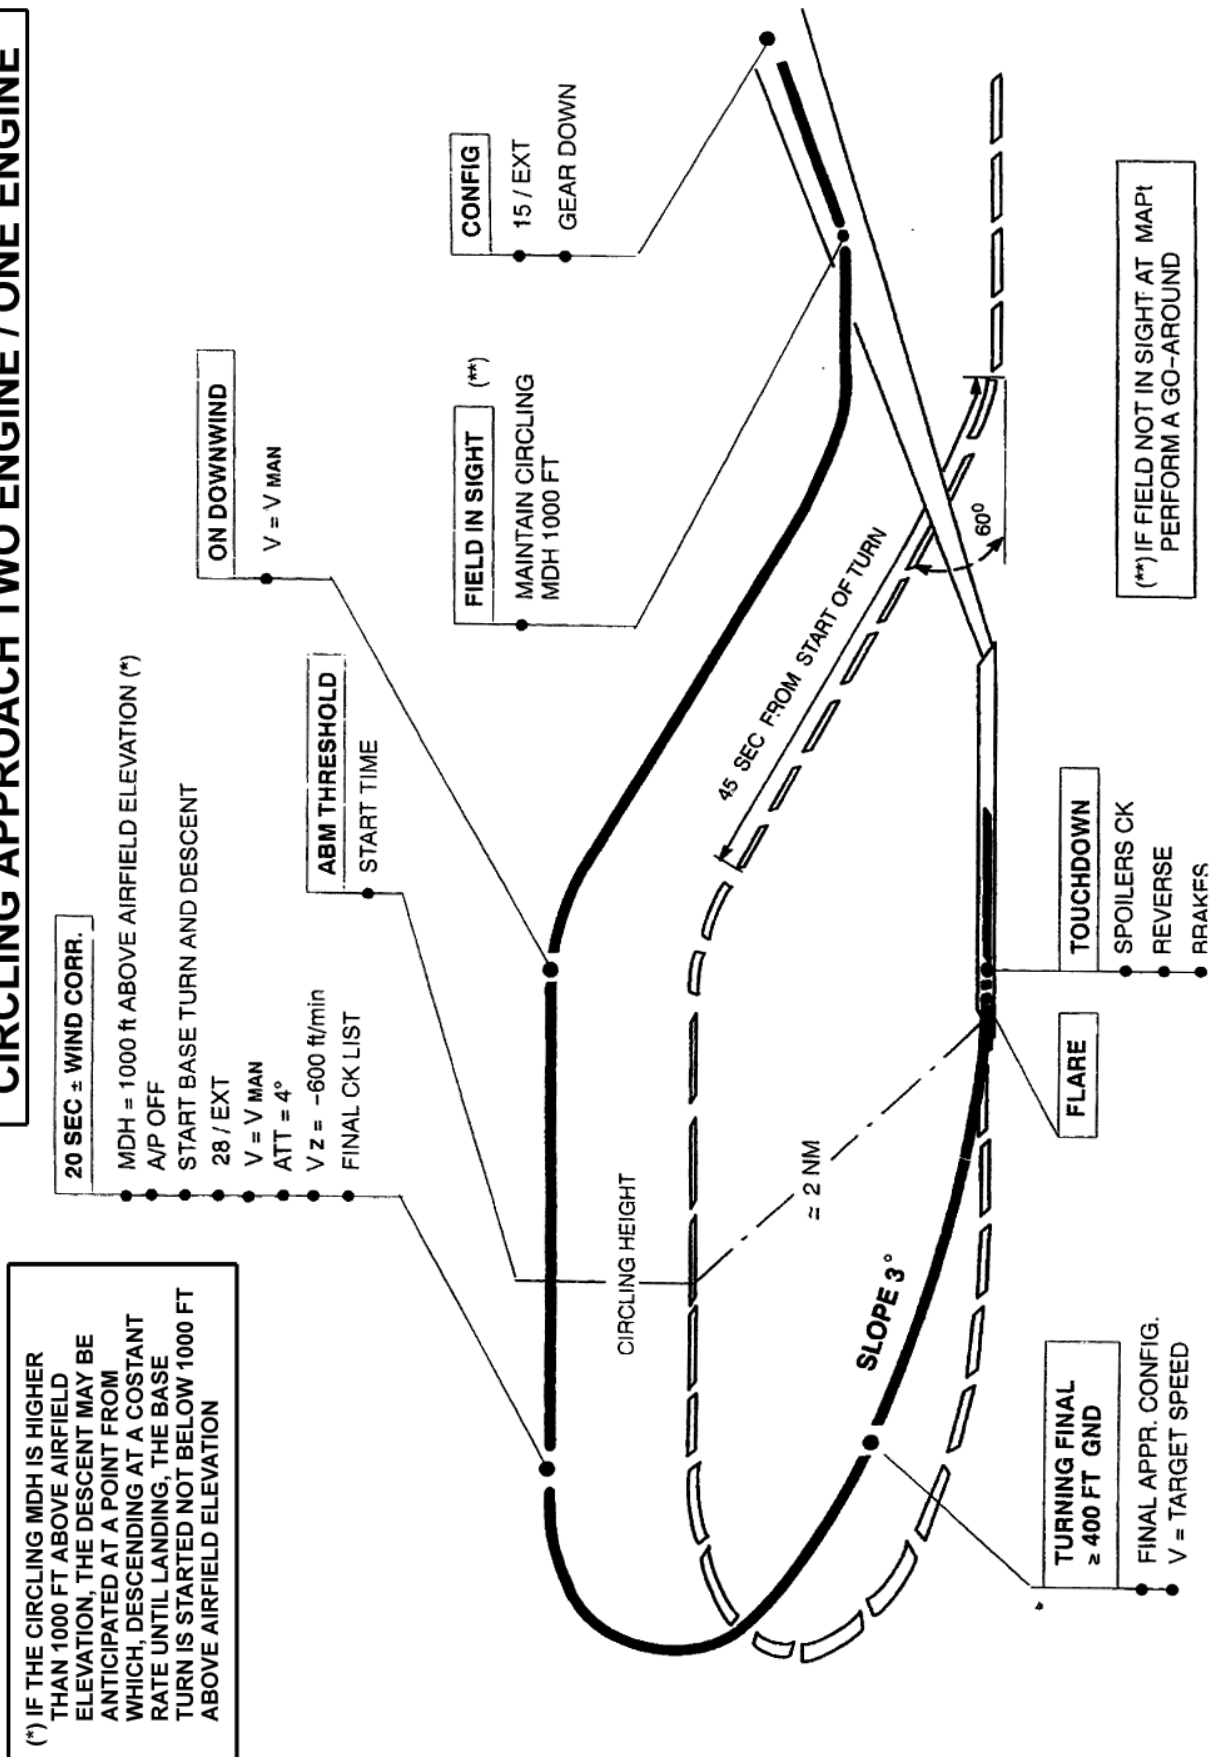 CIRCLING APPROACH TWO ENGINE / ONE ENGINE
(*) IF THE CIRCLING MDH IS HIGHER
THAN 1000 FT ABOVE AIRFIELD
ELEVATION, THE DESCENT MAY BE
ANTICIPATED AT A POINT FROM
WHICH, DESCENDING AT A COSTANT
RATE UNTIL LANDING, THE BASE
TURN IS STARTED NOT BELOW 1000 FT
ABOVE AIRFIELD ELEVATION
20 SEC ± WIND CORR.
MDH = 1000 ft ABOVE AIRFIELD ELEVATION (*)
A/P OFF
START BASE TURN AND DESCENT
28 / EXT
V = V MAN
ATT = 4°
V z = -600 ft/min
FINAL CK LIST
ABM THRESHOLD
START TIME
ON DOWNWIND
V = V MAN
FIELD IN SIGHT (**)
MAINTAIN CIRCLING
MDH 1000 FT
CONFIG
15 / EXT
GEAR DOWN
CIRCLING HEIGHT
≃ 2 NM
45 SEC FROM START OF TURN
60°
SLOPE 3°
TURNING FINAL
≥ 400 FT GND
FINAL APPR. CONFIG.
V = TARGET SPEED
FLARE
TOUCHDOWN
SPOILERS CK
REVERSE
BRAKES
(**) IF FIELD NOT IN SIGHT AT MAPt
PERFORM A GO-AROUND